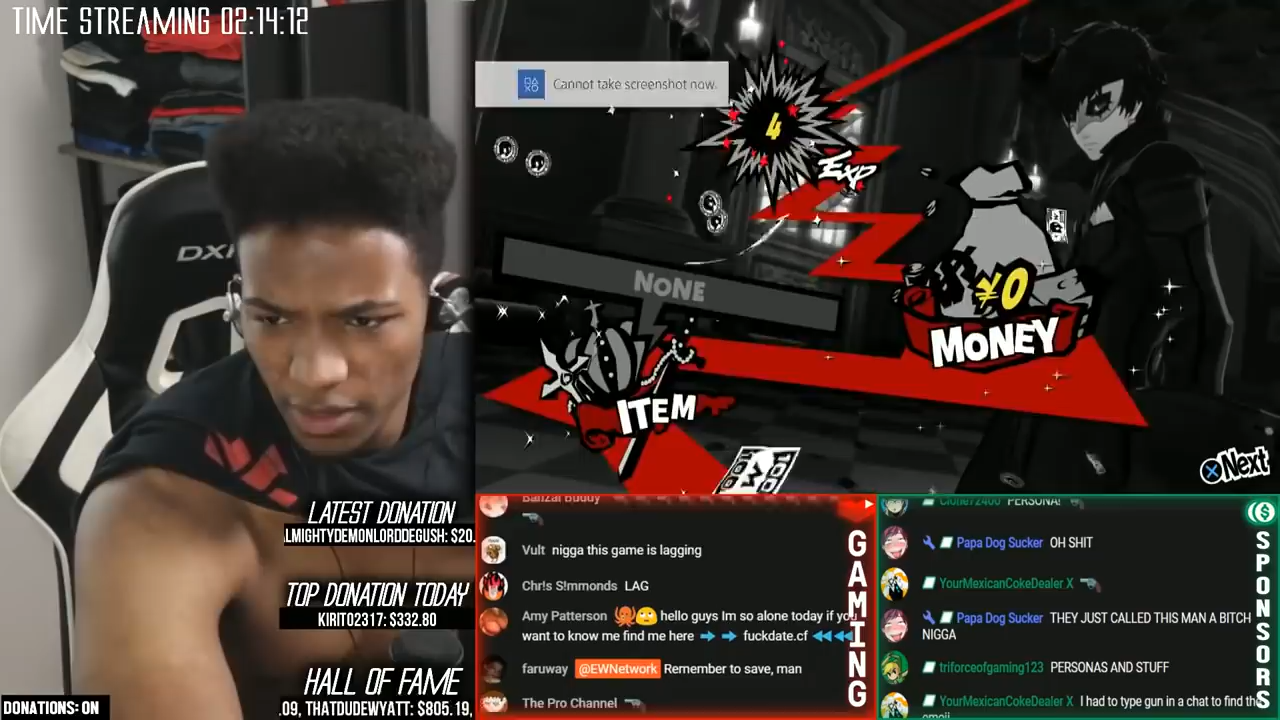 TIME STREAMING 02:14:12
Cannot take screenshot now.
4
EXP
NONE
¥0
MONEY
ITEM
Next
DX
LATEST DONATION
LMIGHTYDEMONLORDDEGUSH: $20.
TOP DONATION TODAY
KIRITO2317: $332.80
HALL OF FAME
.09, THATDUDEWYATT: $805.19,
DONATIONS: ON
Banzai Buddy
Vult nigga this game is lagging
Chr!s S!mmonds LAG
Amy Patterson hello guys Im so alone today if you
want to know me find me here fuckdate.cf
faruway @EWNetwork Remember to save, man
The Pro Channel
GAMING
Clone72400 PERSONA!
Papa Dog Sucker OH SHIT
YourMexicanCokeDealer X
Papa Dog Sucker THEY JUST CALLED THIS MAN A BITCH
NIGGA
triforceofgaming123 PERSONAS AND STUFF
YourMexicanCokeDealer X I had to type gun in a chat to find the
emoji
SPONSORS